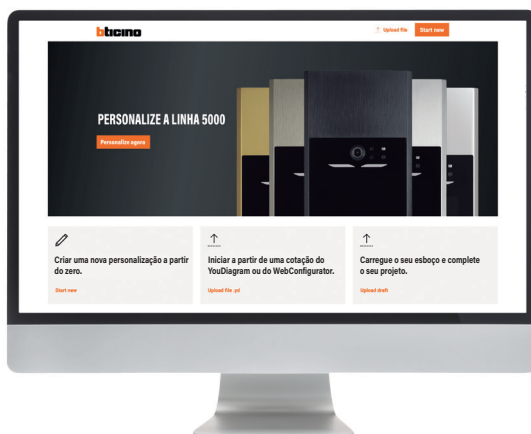 bticino
Upload file
Start new
PERSONALIZE A LINHA 5000
Personalize agora
Criar uma nova personalização a partir
do zero.
Start new
Iniciar a partir de uma cotação do
YouDiagram ou do WebConfigurator.
Upload file .yd
Carregue o seu esboço e complete
o seu projeto.
Upload draft